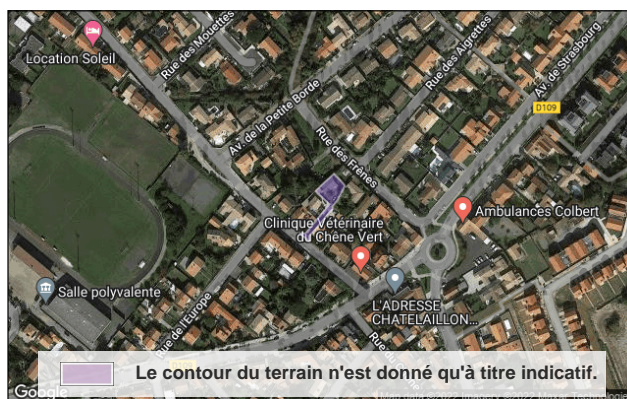 Location Soleil
Rue des Mouettes
Av. de la Petite Borde
Rue des Aigrettes
Av. de Strasbourg
D109
Rue des Frênes
Clinique Vétérinaire
du Chêne Vert
Ambulances Colbert
Salle polyvalente
Rue de l'Europe
L'ADRESSE
CHATELAILLON...
Le contour du terrain n'est donné qu'à titre indicatif.
Google